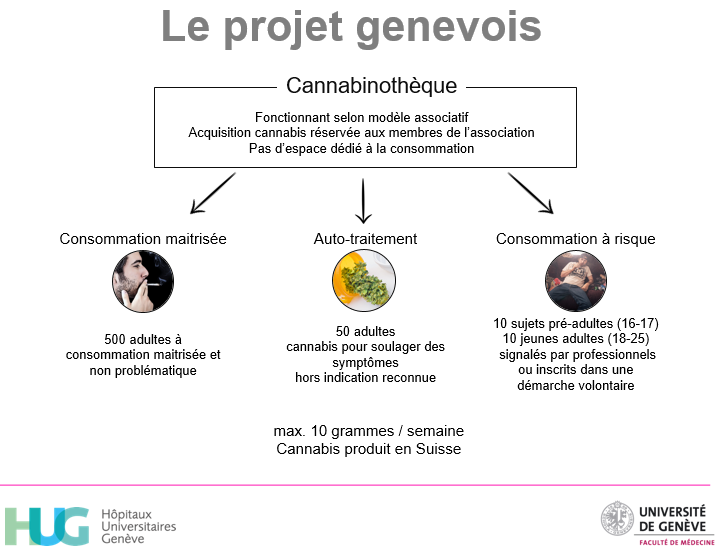 Le projet genevois
Cannabinothèque
Fonctionnant selon modèle associatif
Acquisition cannabis réservée aux membres de l'association
Pas d'espace dédié à la consommation
Consommation maitrisée
500 adultes à
consommation maitrisée et
non problématique
Auto-traitement
50 adultes
cannabis pour soulager des
symptômes
hors indication reconnue
Consommation à risque
10 sujets pré-adultes (16-17)
10 jeunes adultes (18-25)
signalés par professionnels
ou inscrits dans une
démarche volontaire
max. 10 grammes / semaine
Cannabis produit en Suisse
HUG
Hôpitaux
Universitaires
Genève
UNIVERSITÉ
DE GENÈVE
FACULTÉ DE MÉDECINE